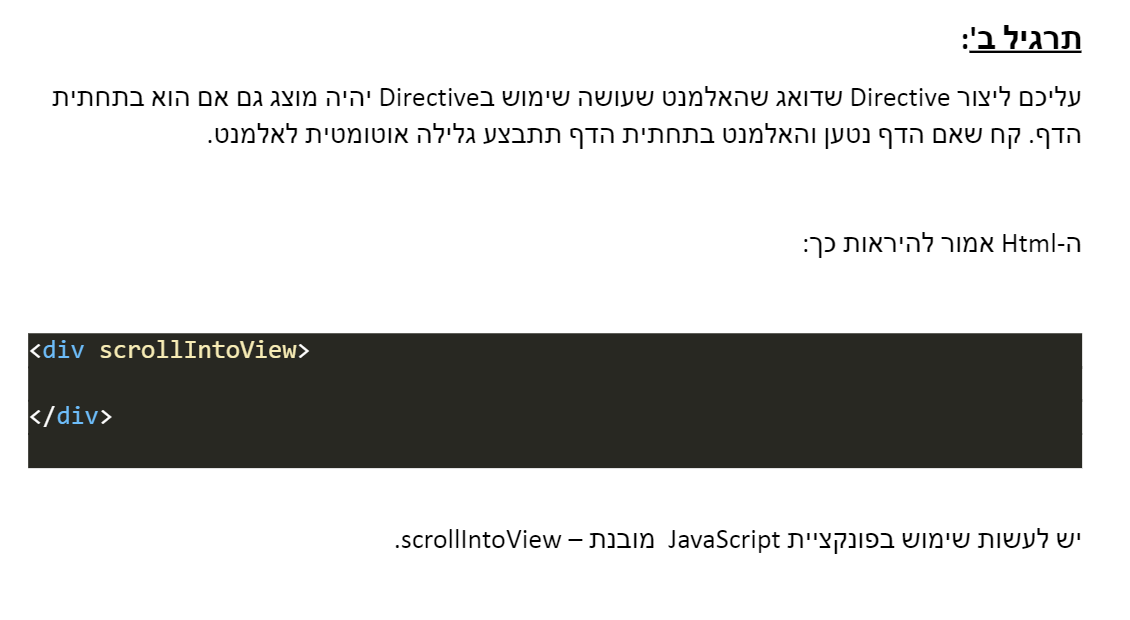 תרגיל ב':
עליכם ליצור Directive שדואג שהאלמנט שעושה שימוש בDirective יהיה מוצג גם אם הוא בתחתית
הדף. קח שאם הדף נטען והאלמנט בתחתית הדף תתבצע גלילה אוטומטית לאלמנט.
ה-Html אמור להיראות כך:
<div scrollIntoView>
</div>
יש לעשות שימוש בפונקציית JavaScript מובנת – scrollIntoView.